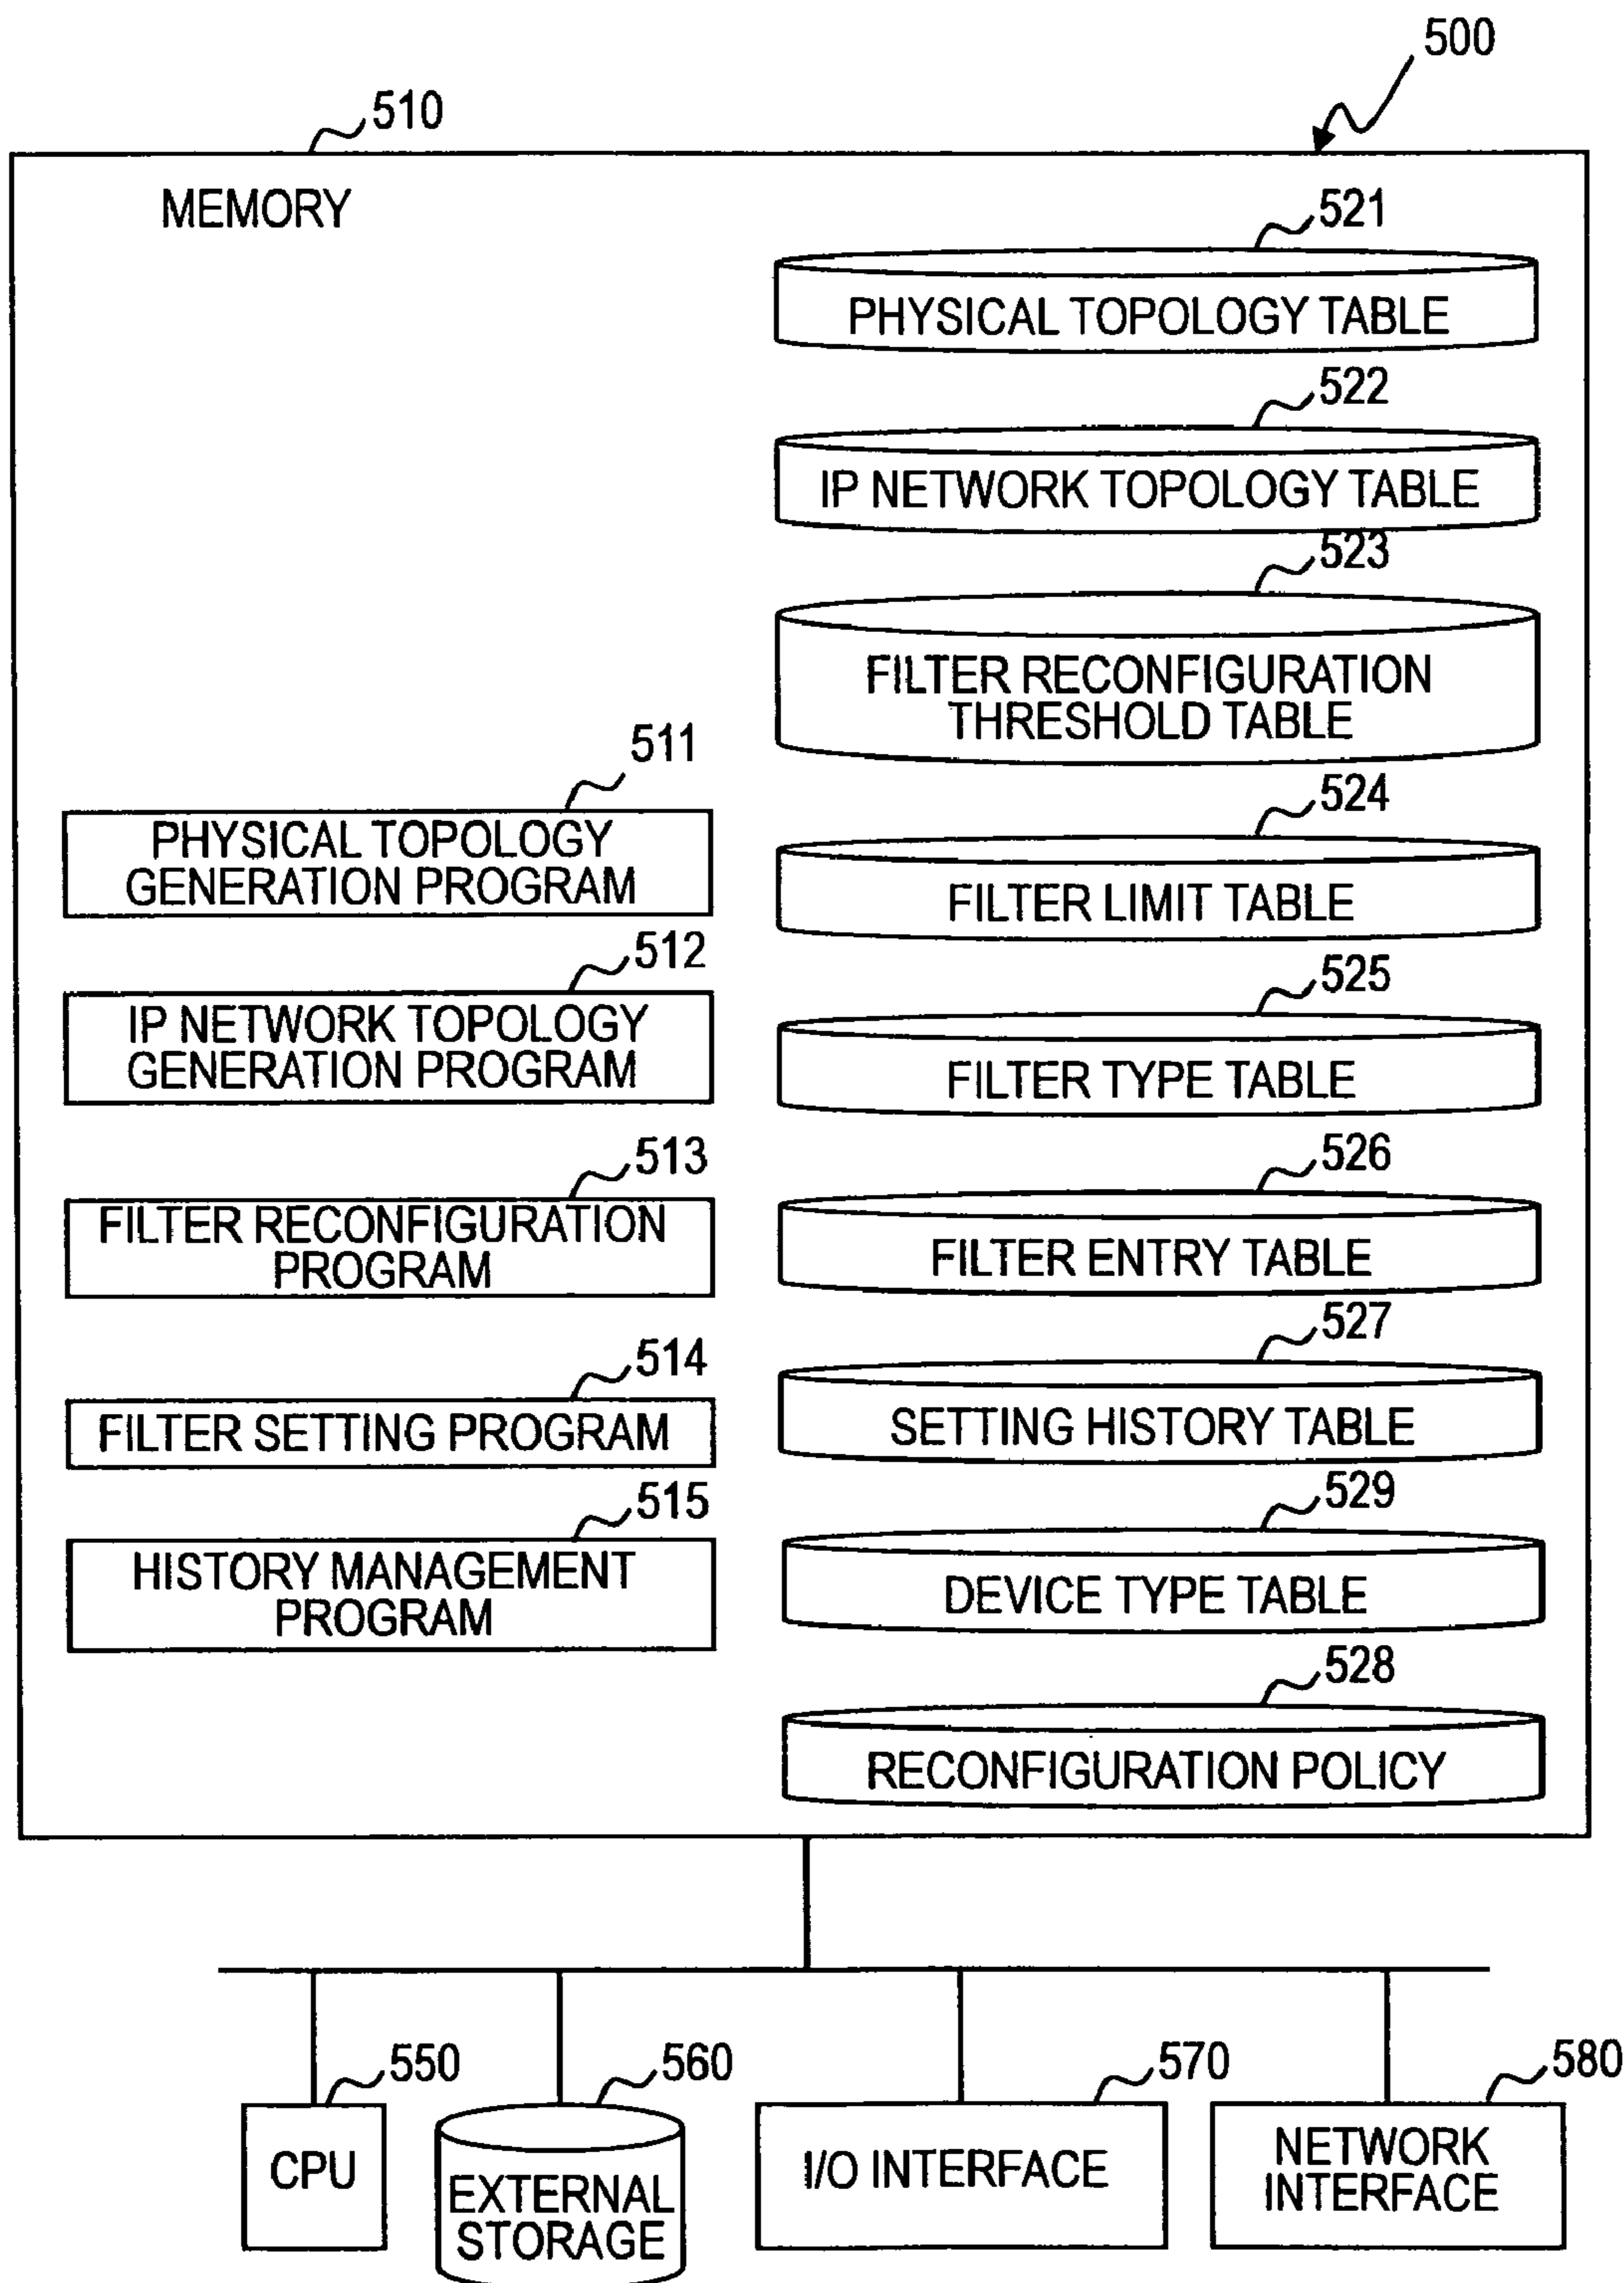 500
510
MEMORY
521
PHYSICAL TOPOLOGY TABLE
522
IP NETWORK TOPOLOGY TABLE
523
FILTER RECONFIGURATION
THRESHOLD TABLE
511
PHYSICAL TOPOLOGY
GENERATION PROGRAM
524
FILTER LIMIT TABLE
512
IP NETWORK TOPOLOGY
GENERATION PROGRAM
525
FILTER TYPE TABLE
513
FILTER RECONFIGURATION
PROGRAM
526
FILTER ENTRY TABLE
514
FILTER SETTING PROGRAM
527
SETTING HISTORY TABLE
515
HISTORY MANAGEMENT
PROGRAM
529
DEVICE TYPE TABLE
528
RECONFIGURATION POLICY
550
CPU
560
EXTERNAL
STORAGE
570
I/O INTERFACE
580
NETWORK
INTERFACE